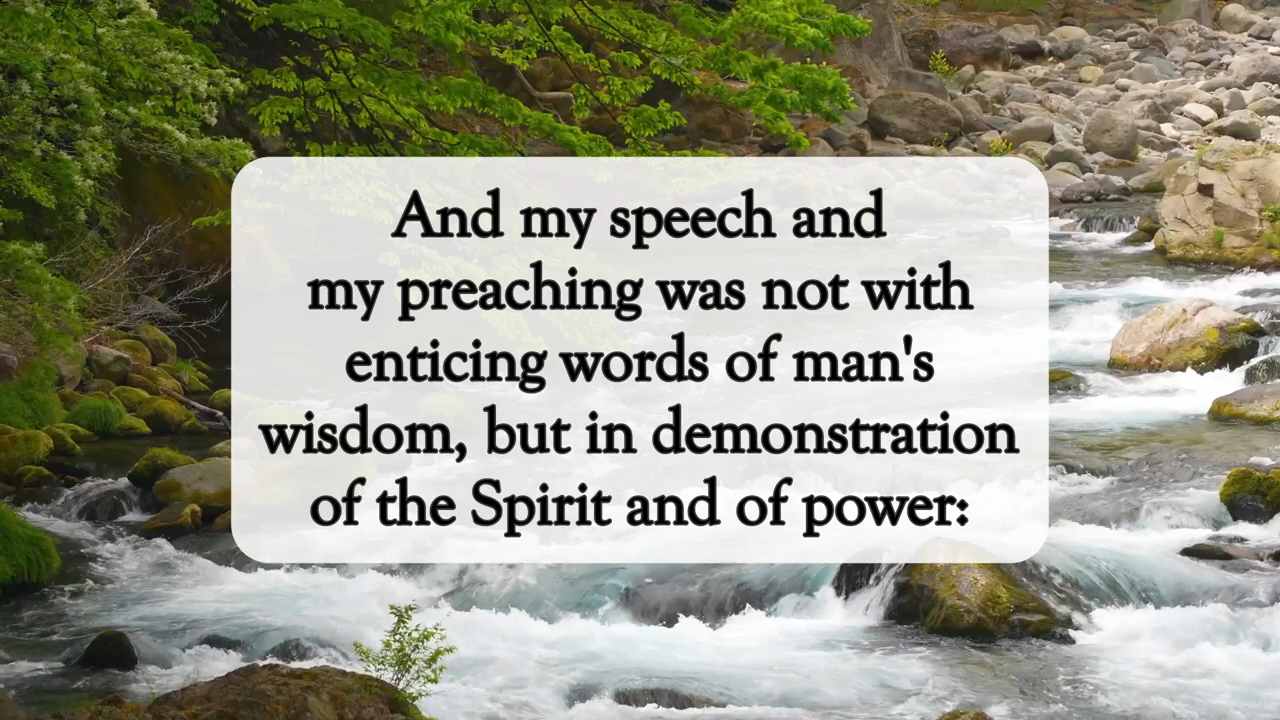 And my speech and
my preaching was not with
enticing words of man's
wisdom, but in demonstration
of the Spirit and of power: